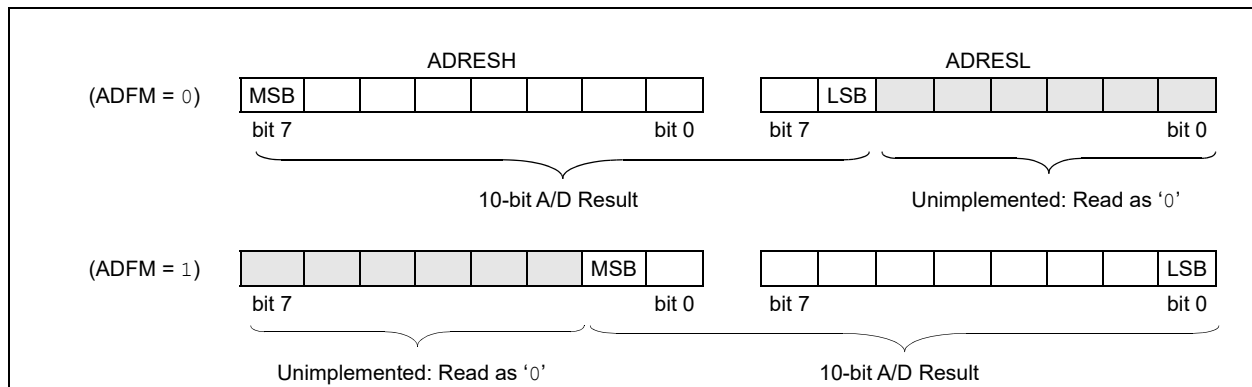 ADRESH ADRESL
(ADFM = 0) MSB LSB
bit 7 bit 0 bit 7 bit 0
10-bit A/D Result Unimplemented: Read as ‘0’
(ADFM = 1) MSB LSB
bit 7 bit 0 bit 7 bit 0
Unimplemented: Read as ‘0’ 10-bit A/D Result